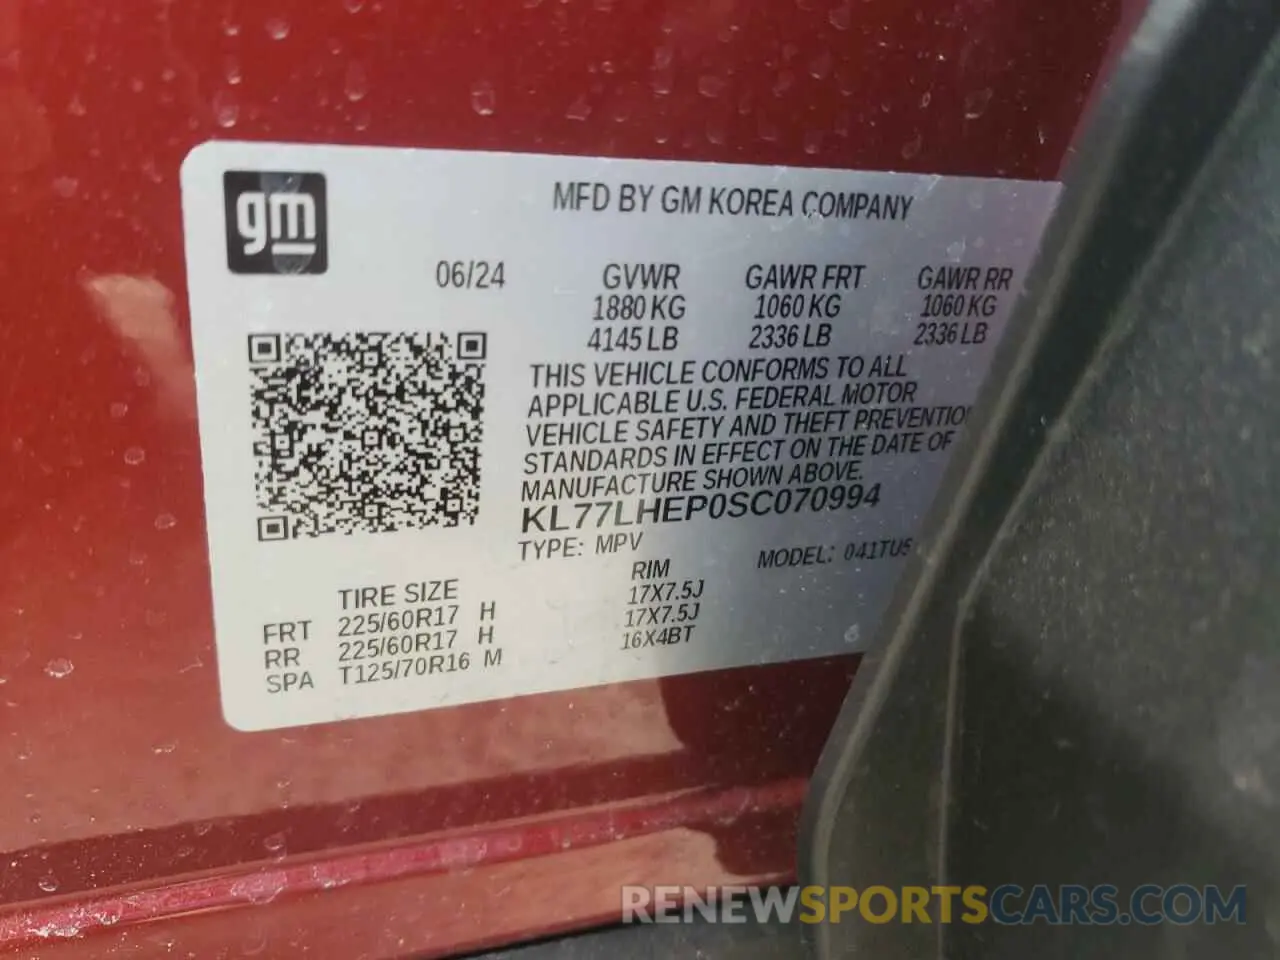 gm
MFD BY GM KOREA COMPANY
06/24 GVWR GAWR FRT GAWR RR
1880 KG 1060 KG 1060 KG
4145 LB 2336 LB 2336 LB
THIS VEHICLE CONFORMS TO ALL
APPLICABLE U.S. FEDERAL MOTOR
VEHICLE SAFETY AND THEFT PREVENTIO
STANDARDS IN EFFECT ON THE DATE OF
MANUFACTURE SHOWN ABOVE.
KL77LHEP0SC070994
TYPE: MPV MODEL: 041TU5
TIRE SIZE RIM
FRT 225/60R17 H 17X7.5J
RR 225/60R17 H 17X7.5J
SPA T125/70R16 M 16X4BT
RENEWSPORTSCARS.COM